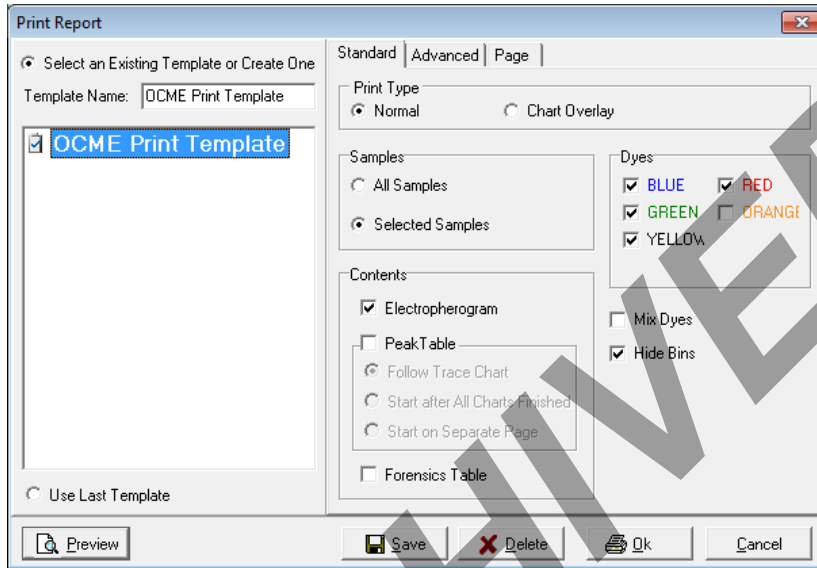 Print Report
Select an Existing Template or Create One
Template Name: OCME Print Template
OCME Print Template
Use Last Template
Standard Advanced Page
Print Type
Normal Chart Overlay
Samples
All Samples
Selected Samples
Dyes
BLUE RED
GREEN ORANGE
YELLOW
Contents
Electropherogram
PeakTable
Follow Trace Chart
Start after All Charts Finished
Start on Separate Page
Forensics Table
Mix Dyes
Hide Bins
Preview Save Delete Ok Cancel
HIVE